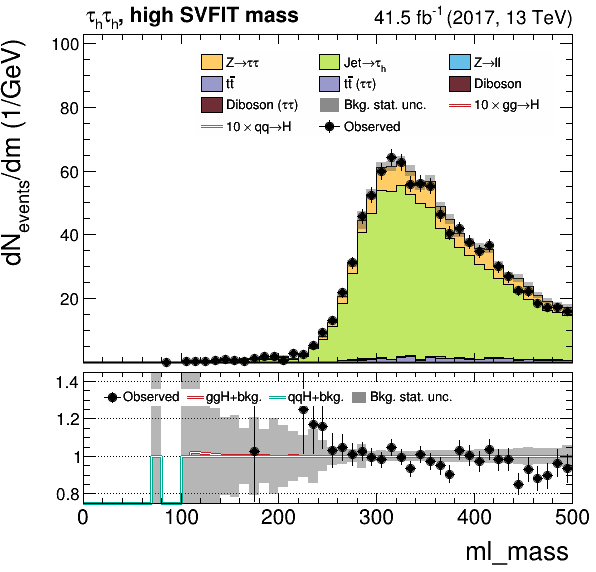 τhτh, high SVFIT mass 41.5 fb⁻¹ (2017, 13 TeV)
dNevents/dm (1/GeV)
100
80
60
40
20
Z→ττ Jet→τh Z→ll
tt̄ tt̄ (ττ) Diboson
Diboson (ττ) Bkg. stat. unc. 10 × gg→H
10 × qq→H Observed
1.4
1.2
1
0.8
Observed ggH+bkg. qqH+bkg. Bkg. stat. unc.
0 100 200 300 400 500
ml_mass